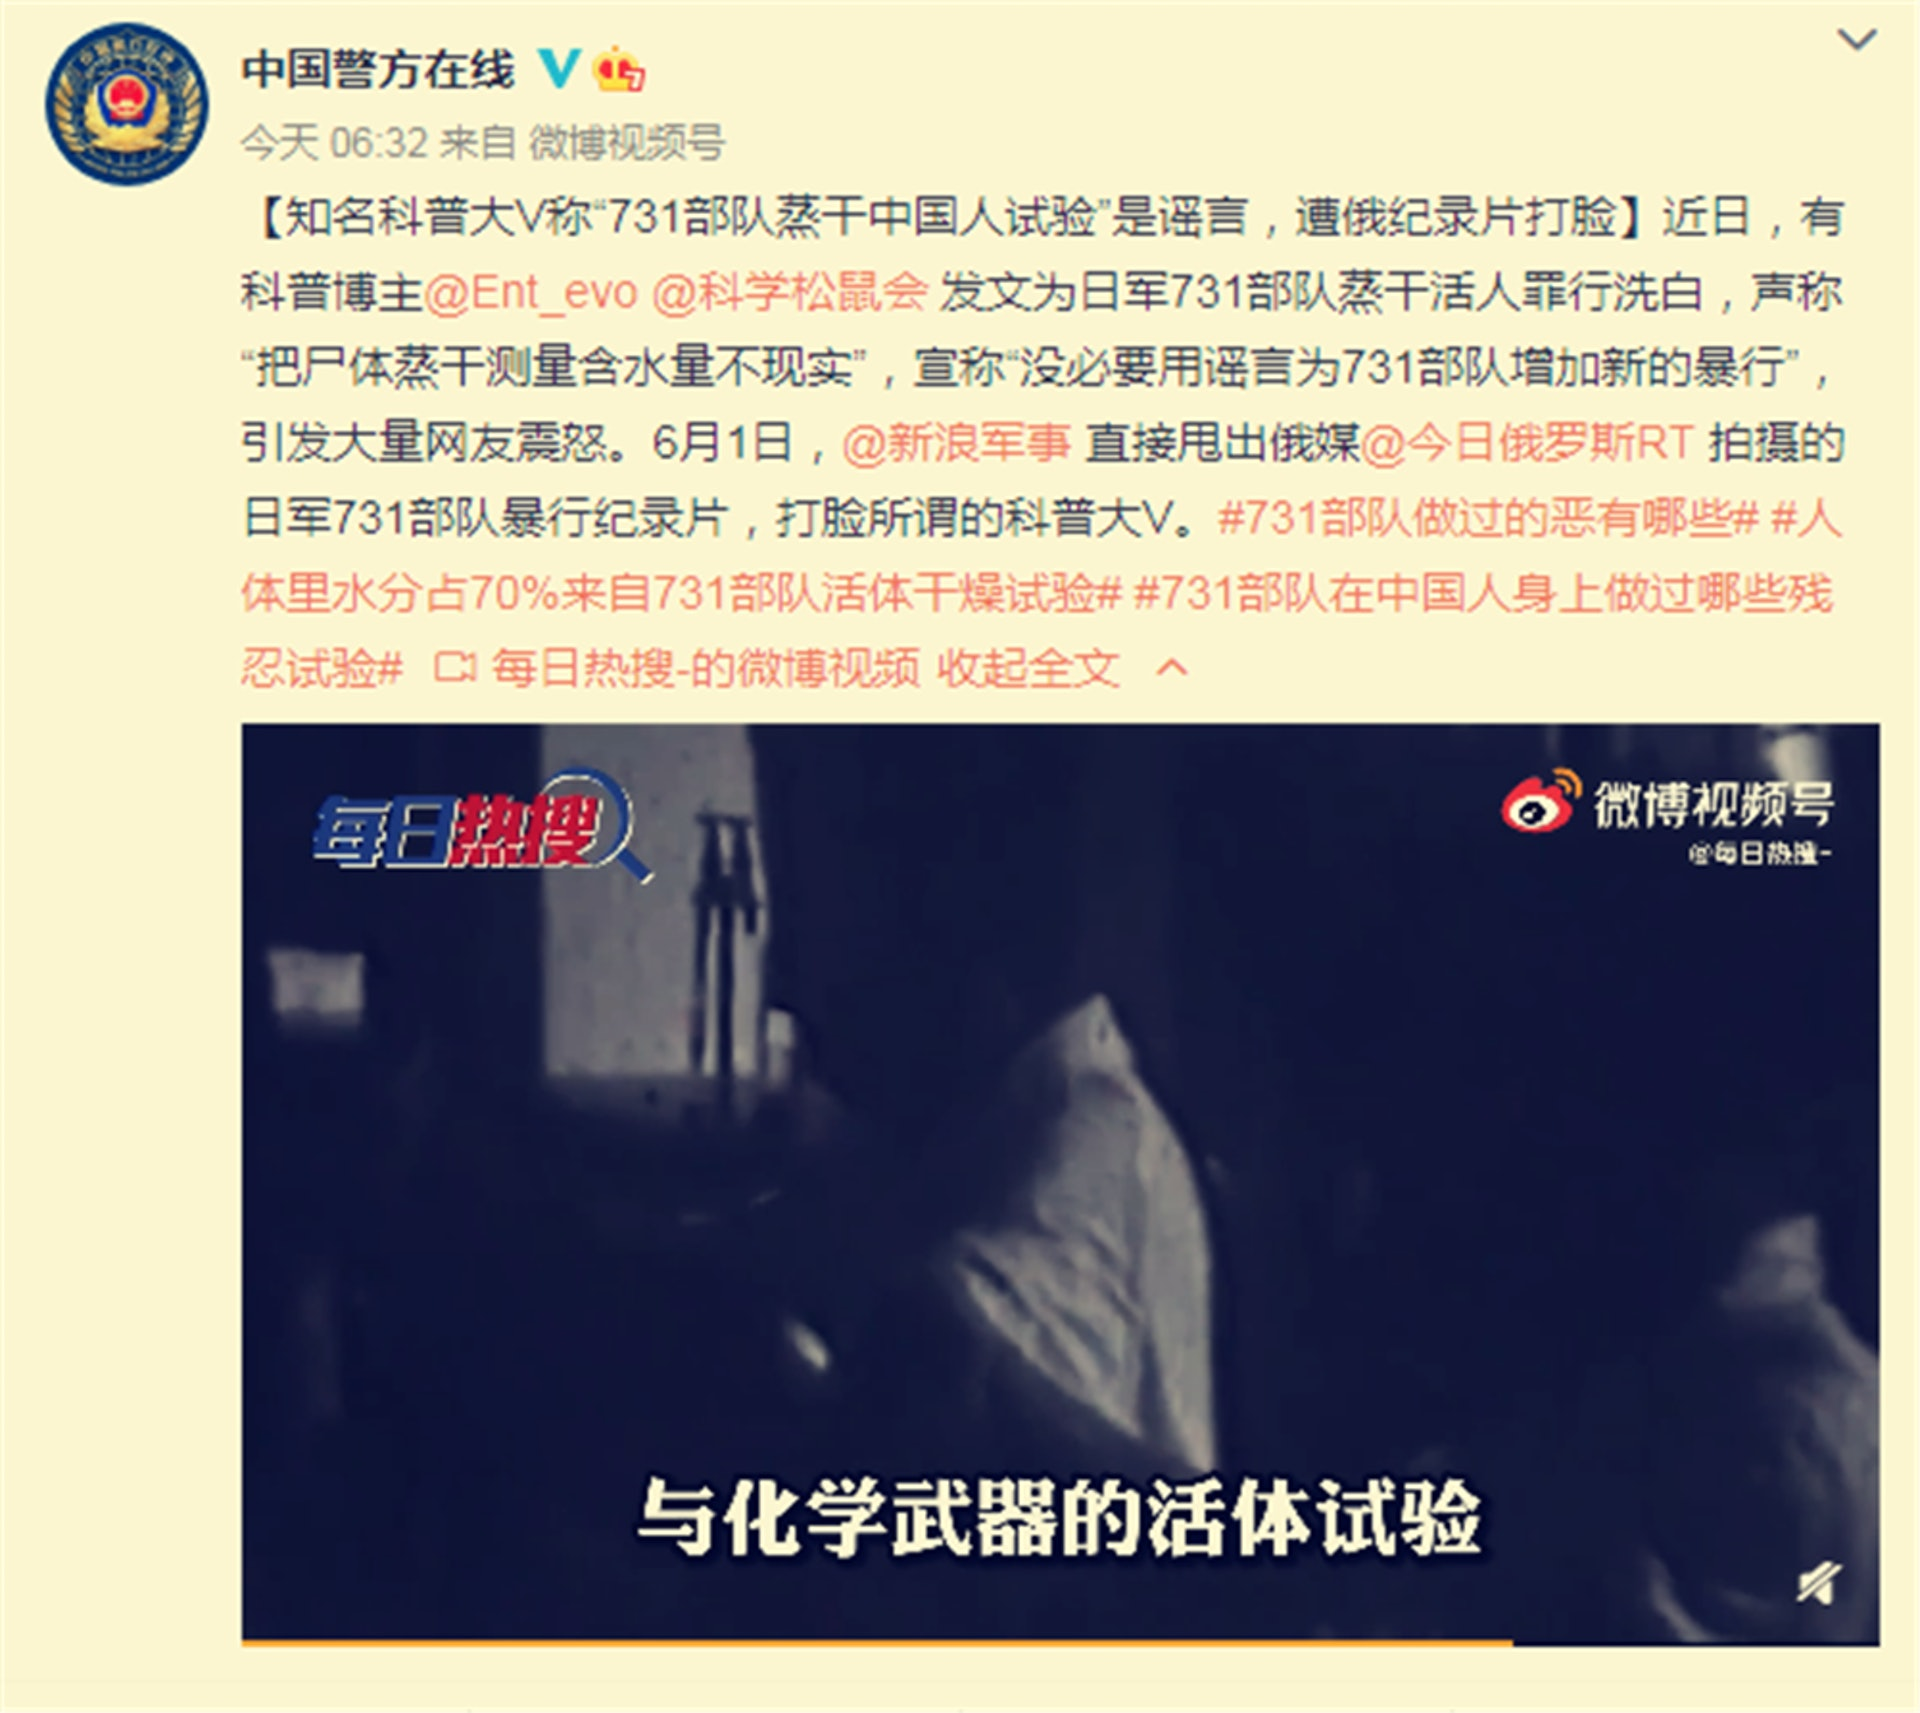 中国警方在线
今天 06:32 来自 微博视频号
【知名科普大V称“731部队蒸干中国人试验”是谣言，遭俄纪录片打脸】近日，有
科普博主@Ent_evo @科学松鼠会 发文为日军731部队蒸干活人罪行洗白，声称
“把尸体蒸干测量含水量不现实”，宣称“没必要用谣言为731部队增加新的暴行”，
引发大量网友震怒。6月1日，@新浪军事 直接甩出俄媒@今日俄罗斯RT 拍摄的
日军731部队暴行纪录片，打脸所谓的科普大V。#731部队做过的恶有哪些# #人
体里水分占70%来自731部队活体干燥试验# #731部队在中国人身上做过哪些残
忍试验# 每日热搜-的微博视频 收起全文
每日热搜
微博视频号
@每日热搜-
与化学武器的活体试验